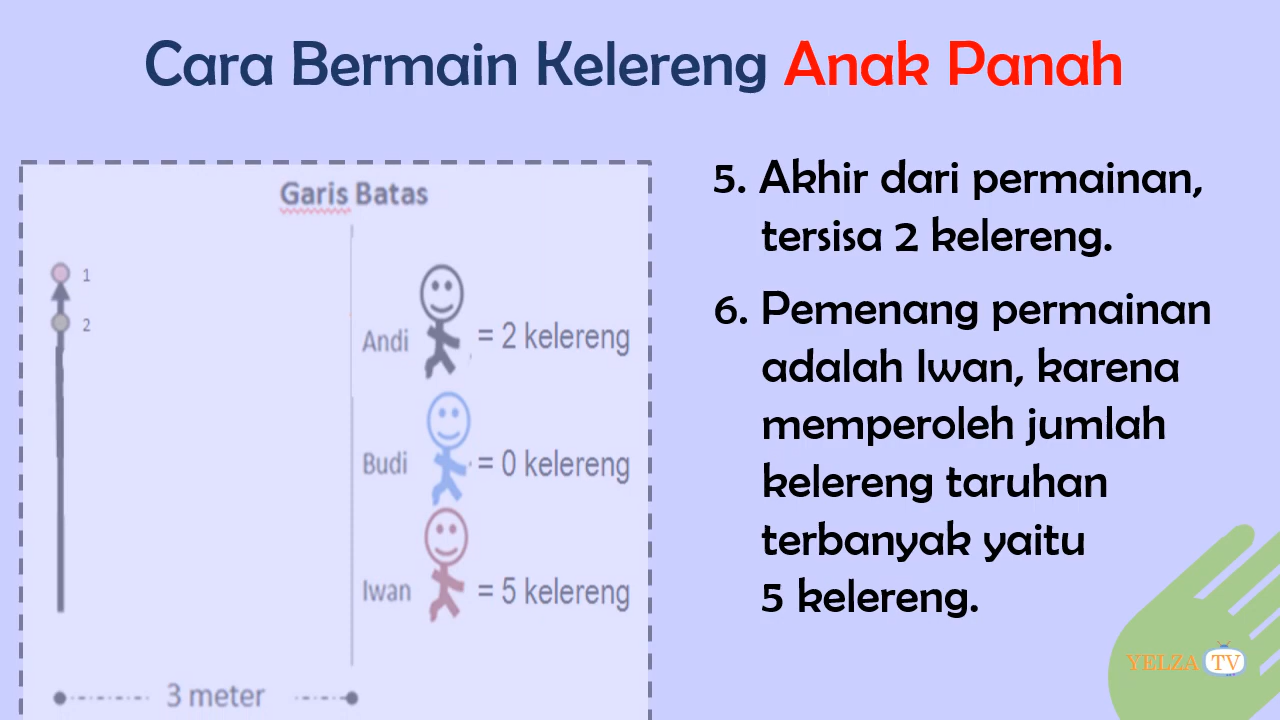 Cara Bermain Kelereng Anak Panah
Garis Batas
1
2
Andi = 2 kelereng
Budi = 0 kelereng
Iwan = 5 kelereng
3 meter
5. Akhir dari permainan,
tersisa 2 kelereng.
6. Pemenang permainan
adalah Iwan, karena
memperoleh jumlah
kelereng taruhan
terbanyak yaitu
5 kelereng.
YELZA TV